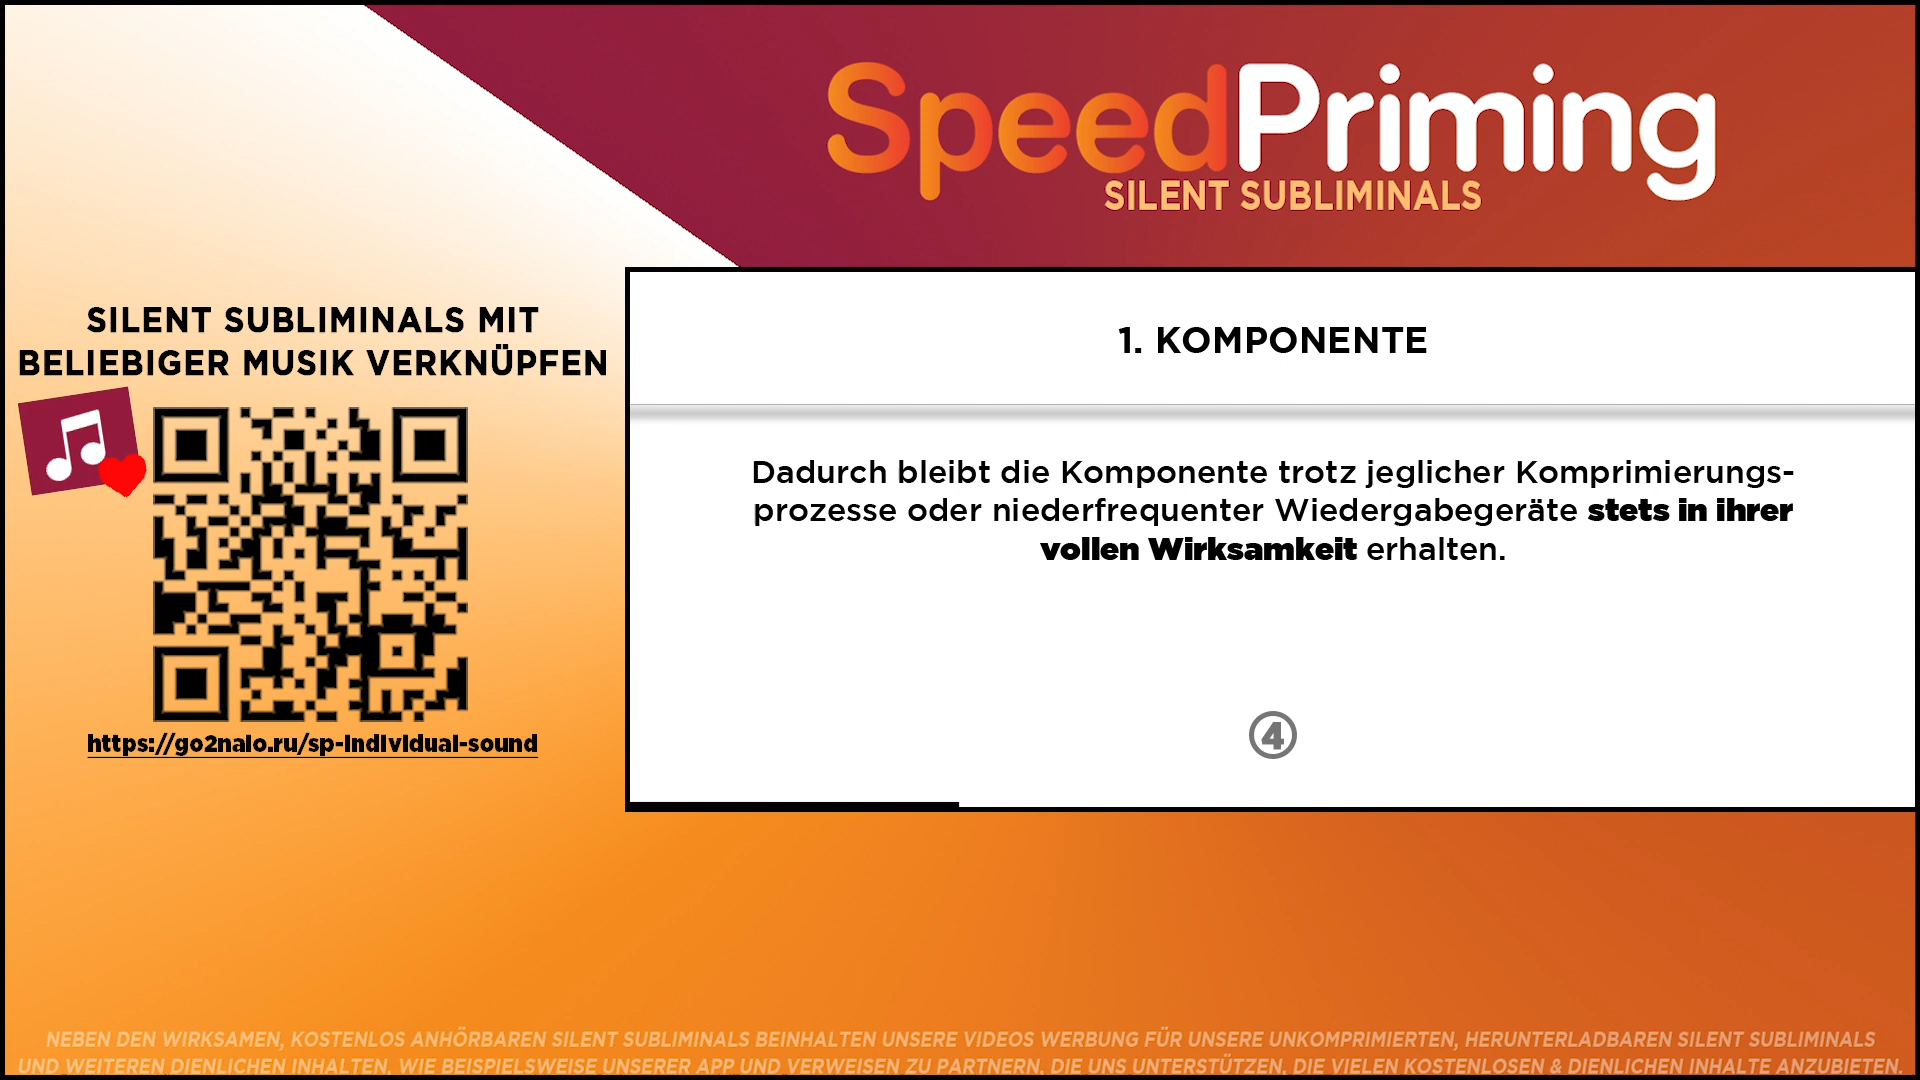 SpeedPriming
SILENT SUBLIMINALS
SILENT SUBLIMINALS MIT
BELIEBIGER MUSIK VERKNÜPFEN
https://go2nalo.ru/sp-individual-sound
1. KOMPONENTE
Dadurch bleibt die Komponente trotz jeglicher Komprimierungs-
prozesse oder niederfrequenter Wiedergabegeräte stets in ihrer
vollen Wirksamkeit erhalten.
4
NEBEN DEN WIRKSAMEN, KOSTENLOS ANHÖRBAREN SILENT SUBLIMINALS BEINHALTEN UNSERE VIDEOS WERBUNG FÜR UNSERE UNKOMPRIMIERTEN, HERUNTERLADBAREN SILENT SUBLIMINALS
UND WEITEREN DIENLICHEN INHALTEN, WIE BEISPIELSWEISE UNSERER APP UND VERWEISEN ZU PARTNERN, DIE UNS UNTERSTÜTZEN, DIE VIELEN KOSTENLOSEN & DIENLICHEN INHALTE ANZUBIETEN.